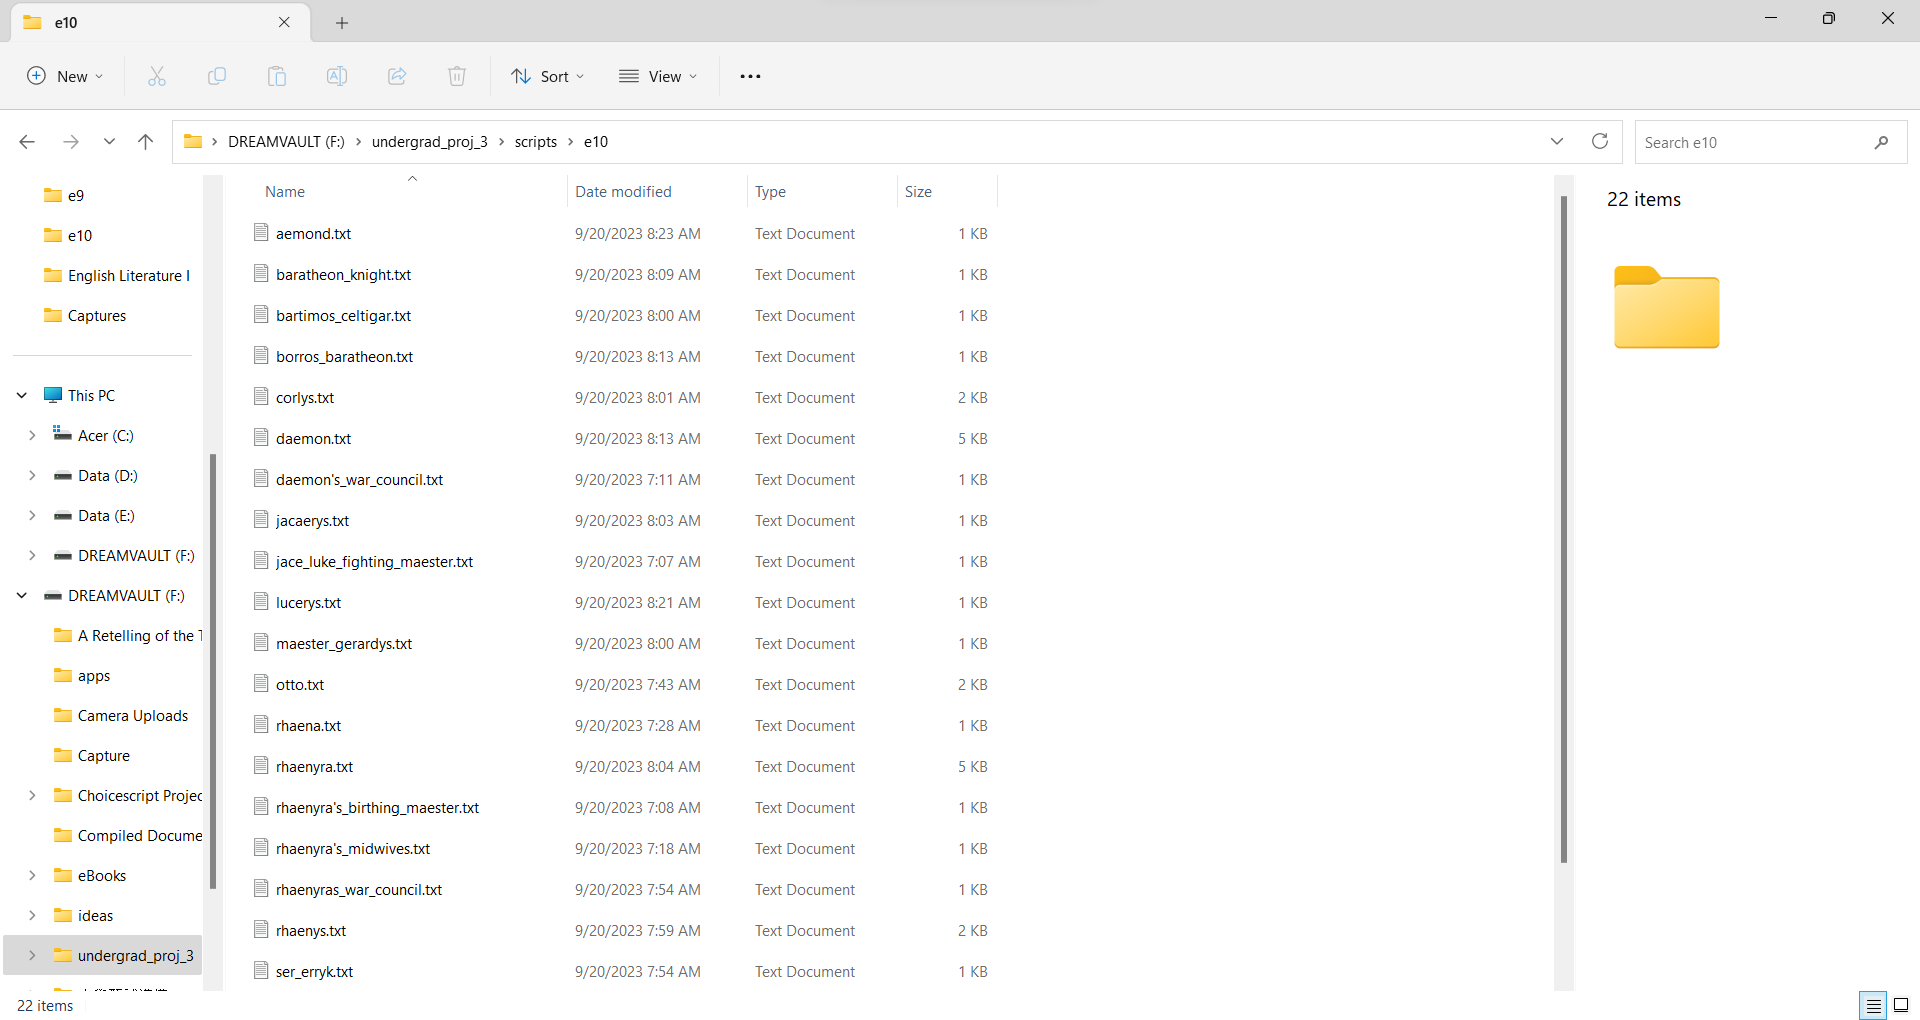 e10
New
Sort
View
DREAMVAULT (F:) undergrad_proj_3 scripts e10
Search e10
e9
e10
English Literature I
Captures
This PC
Acer (C:)
Data (D:)
Data (E:)
DREAMVAULT (F:)
DREAMVAULT (F:)
A Retelling of the
apps
Camera Uploads
Capture
Choicescript Projec
Compiled Docume
eBooks
ideas
undergrad_proj_3
Name Date modified Type Size
aemond.txt 9/20/2023 8:23 AM Text Document 1 KB
baratheon_knight.txt 9/20/2023 8:09 AM Text Document 1 KB
bartimos_celtigar.txt 9/20/2023 8:00 AM Text Document 1 KB
borros_baratheon.txt 9/20/2023 8:13 AM Text Document 1 KB
corlys.txt 9/20/2023 8:01 AM Text Document 2 KB
daemon.txt 9/20/2023 8:13 AM Text Document 5 KB
daemon's_war_council.txt 9/20/2023 7:11 AM Text Document 1 KB
jacaerys.txt 9/20/2023 8:03 AM Text Document 1 KB
jace_luke_fighting_maester.txt 9/20/2023 7:07 AM Text Document 1 KB
lucerys.txt 9/20/2023 8:21 AM Text Document 1 KB
maester_gerardys.txt 9/20/2023 8:00 AM Text Document 1 KB
otto.txt 9/20/2023 7:43 AM Text Document 2 KB
rhaena.txt 9/20/2023 7:28 AM Text Document 1 KB
rhaenyra.txt 9/20/2023 8:04 AM Text Document 5 KB
rhaenyra's_birthing_maester.txt 9/20/2023 7:08 AM Text Document 1 KB
rhaenyra's_midwives.txt 9/20/2023 7:18 AM Text Document 1 KB
rhaenyras_war_council.txt 9/20/2023 7:54 AM Text Document 1 KB
rhaenys.txt 9/20/2023 7:59 AM Text Document 2 KB
ser_erryk.txt 9/20/2023 7:54 AM Text Document 1 KB
22 items
22 items